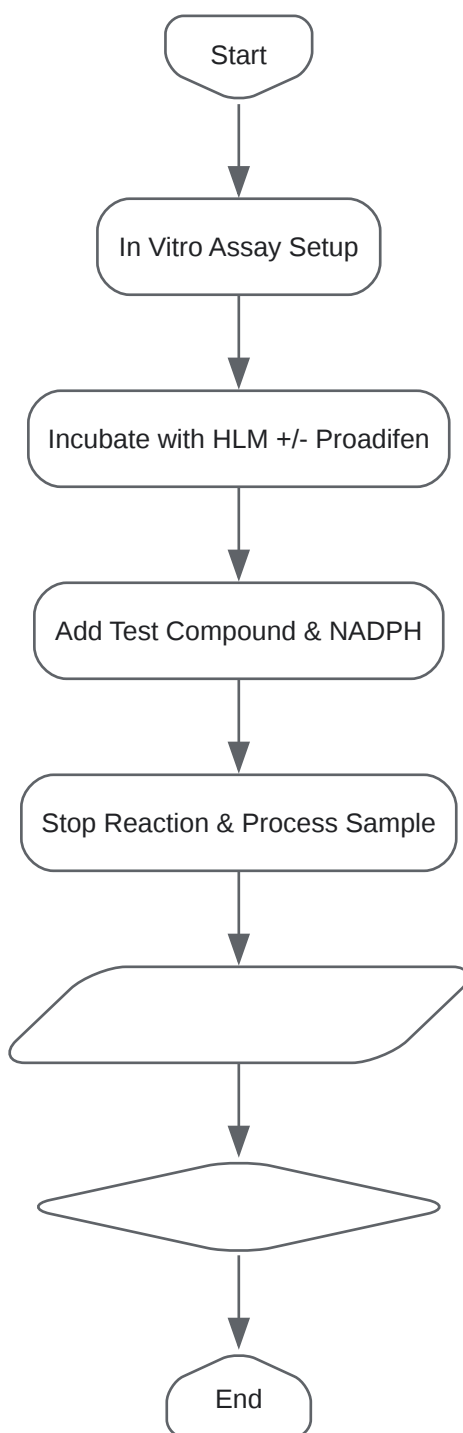 Start
In Vitro Assay Setup
Incubate with HLM +/- Proadifen
Add Test Compound & NADPH
Stop Reaction & Process Sample
End